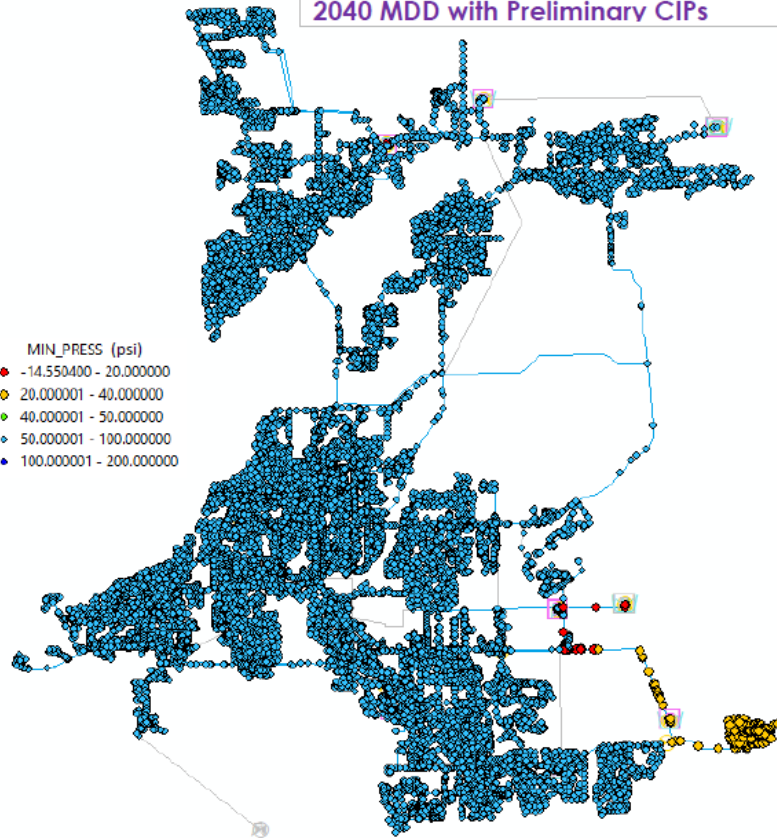 2040 MDD with Preliminary CIPs
MIN_PRESS (psi)
-14.550400 - 20.000000
20.000001 - 40.000000
40.000001 - 50.000000
50.000001 - 100.000000
100.000001 - 200.000000